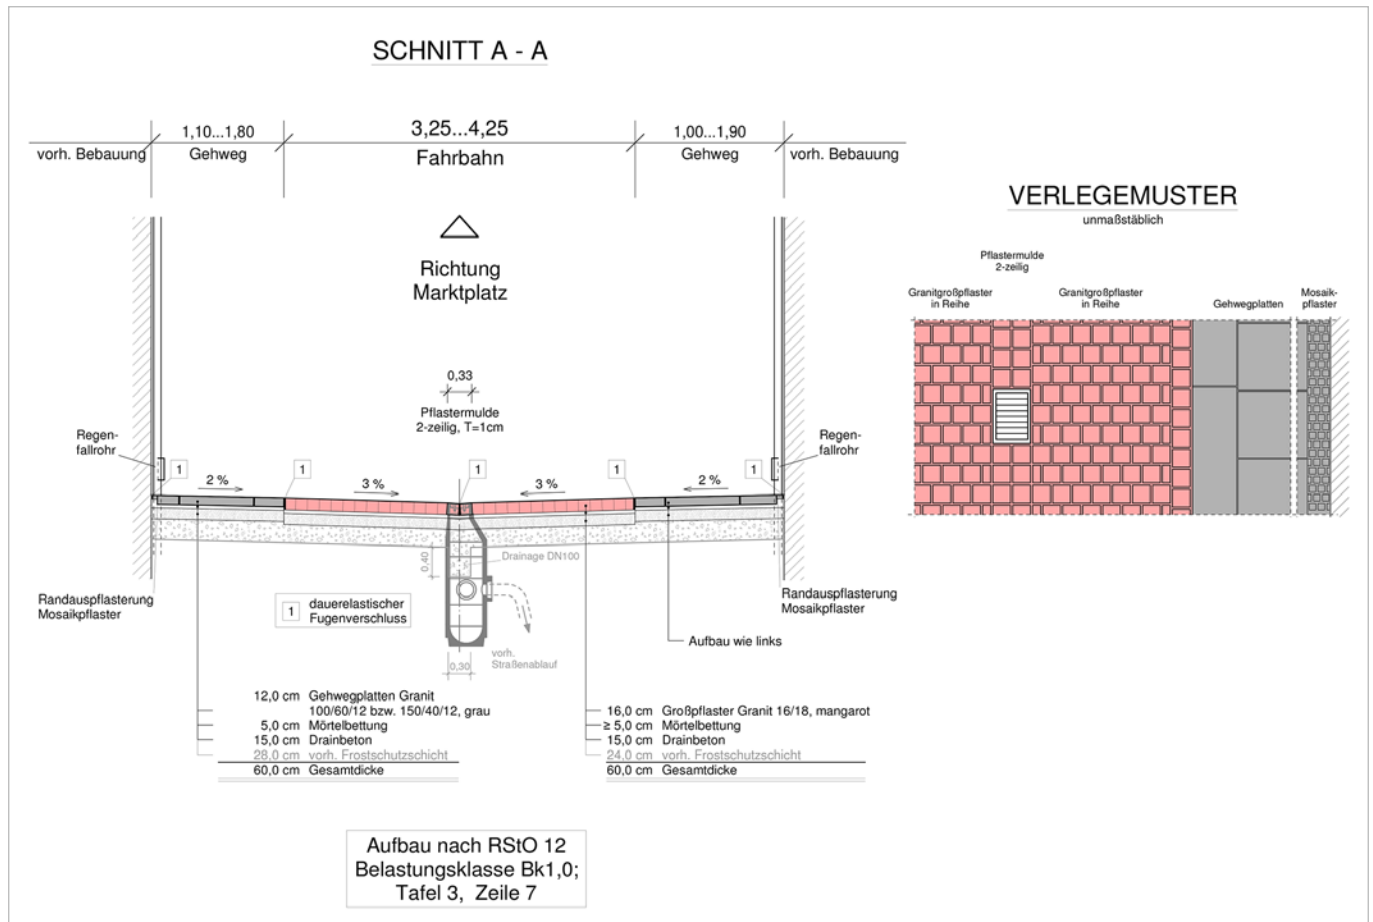 SCHNITT A - A
1,10...1,80
3,25...4,25
1,00...1,90
vorh. Bebauung
Gehweg
Fahrbahn
Gehweg
vorh. Bebauung
Richtung
Marktplatz
0,33
Pflastermulde
2-zeilig, T=1cm
Regen-
fallrohr
Regen-
fallrohr
1
1
1
1
1
2 %
3 %
3 %
2 %
0,40
Drainage DN100
Randauspflasterung
Mosaikpflaster
1 dauerelastischer
Fugenverschluss
Randauspflasterung
Mosaikpflaster
Aufbau wie links
vorh.
Straßenablauf
0,30
12,0 cm Gehwegplatten Granit
100/60/12 bzw. 150/40/12, grau
5,0 cm Mörtelbettung
15,0 cm Drainbeton
28,0 cm vorh. Frostschutzschicht
60,0 cm Gesamtdicke
16,0 cm Großpflaster Granit 16/18, mangarot
≥ 5,0 cm Mörtelbettung
15,0 cm Drainbeton
24,0 cm vorh. Frostschutzschicht
60,0 cm Gesamtdicke
Aufbau nach RStO 12
Belastungsklasse Bk1,0;
Tafel 3, Zeile 7
VERLEGEMUSTER
unmaßstäblich
Pflastermulde
2-zeilig
Granitgroßpflaster
in Reihe
Granitgroßpflaster
in Reihe
Gehwegplatten
Mosaik-
pflaster